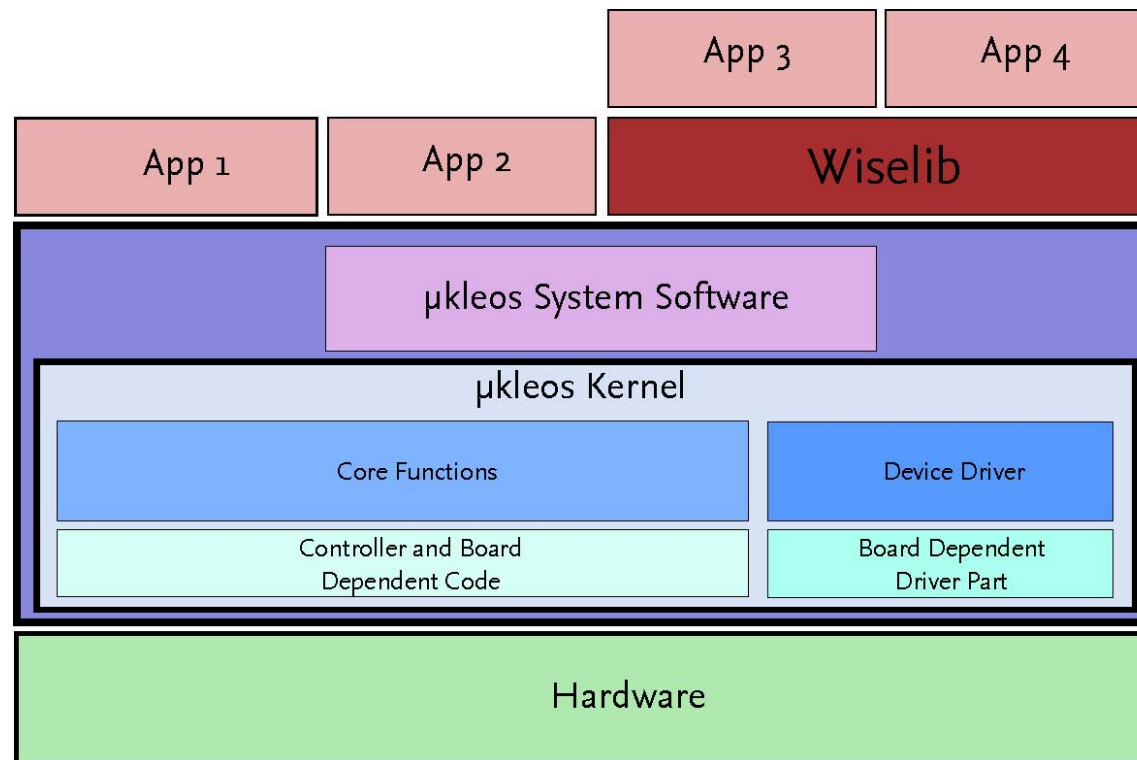 App 3
App 4
App 1
App 2
Wiselib
µkleos System Software
µkleos Kernel
Core Functions
Device Driver
Controller and Board
Dependent Code
Board Dependent
Driver Part
Hardware